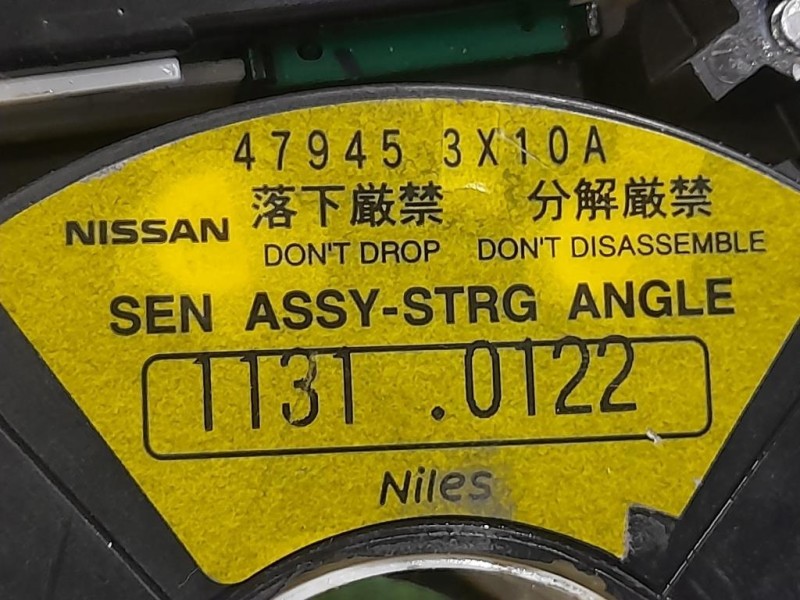 47945 3X10A
NISSAN 落下厳禁 分解厳禁
DON'T DROP DON'T DISASSEMBLE
SEN ASSY-STRG ANGLE
1131 .0122
Niles